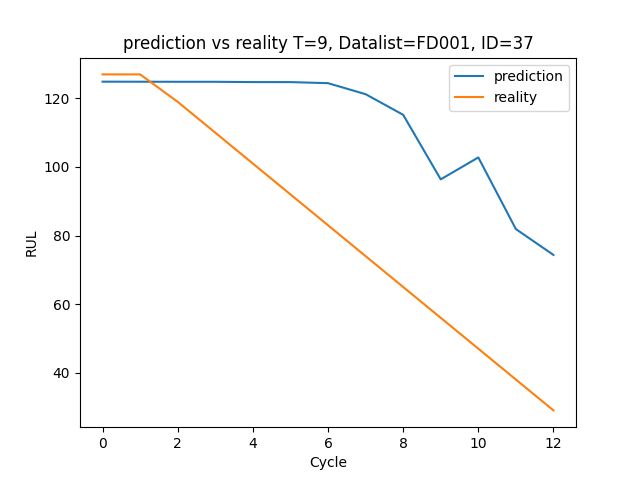 prediction vs reality T=9, Datalist=FD001, ID=37
prediction
reality
RUL
120
100
80
60
40
0 2 4 6 8 10 12
Cycle